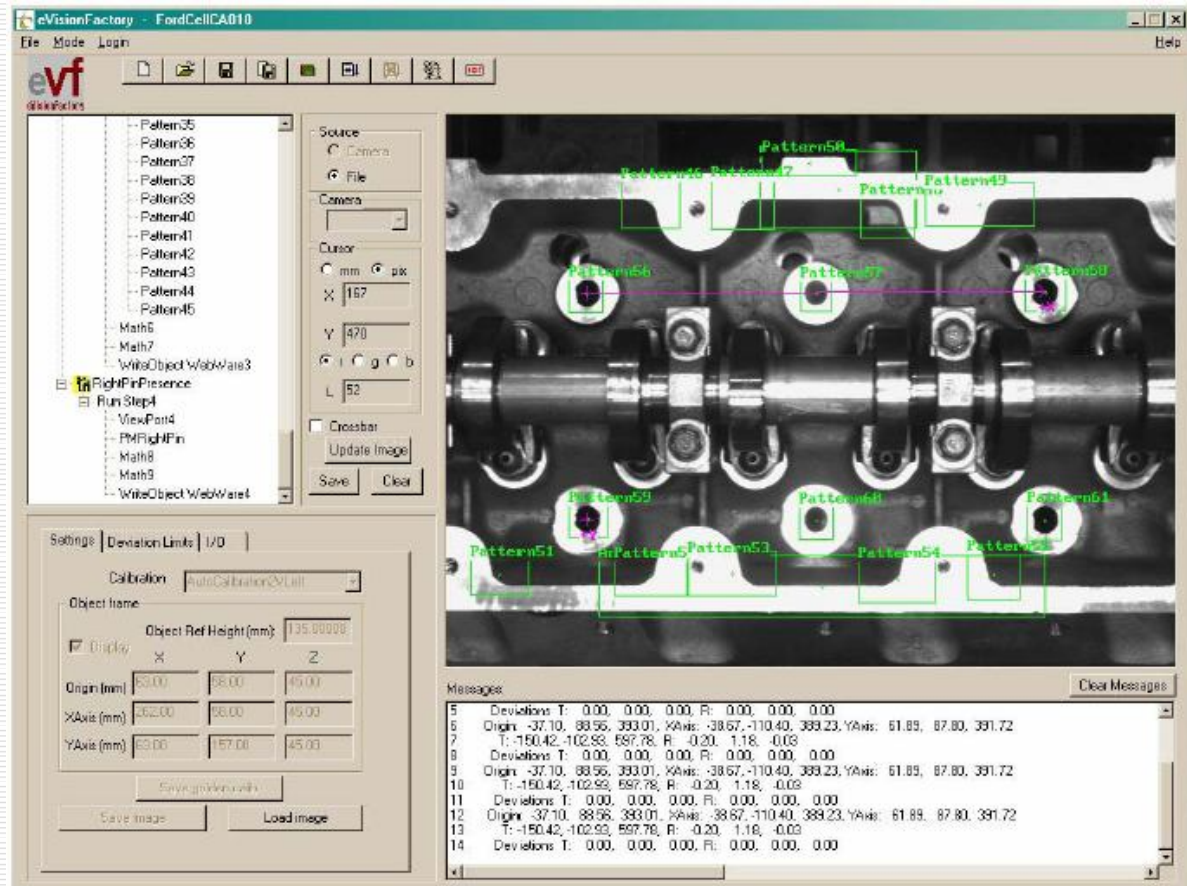 eVisionFactory - FordCellCA010
File Mode Login Help
evf
eVisionFactory
Pattern35
Pattern36
Pattern37
Pattern38
Pattern39
Pattern40
Pattern41
Pattern42
Pattern43
Pattern44
Pattern45
Math6
Math7
WriteObject WebWare3
RightPinPresence
Run Step4
ViewPort4
PMRightPin
Math8
Math9
WriteObject WebWare4
Source
Camera
File
Camera
Cursor
mm pix
X 167
Y 470
i g b
L 52
Crossbar
Update Image
Save Clear
Pattern50
Pattern46 Pattern47
Pattern49
Pattern56 Pattern57 Pattern58
Pattern59 Pattern60 Pattern61
Pattern51 Pattern5 Pattern53 Pattern54
Settings Deviation Limits I/O
Calibration AutoCalibration2VLeft
Object frame
Object Ref Height (mm): 135.00000
Display
X Y Z
Origin (mm) 63.00 58.00 45.00
XAxis (mm) 262.00 58.00 45.00
YAxis (mm) 63.00 157.00 45.00
Save golden calib
Save Image Load image
Messages: Clear Messages
5 Deviations T: 0.00, 0.00, 0.00, R: 0.00, 0.00, 0.00
6 Origin: -37.10, 88.56, 393.01, XAxis: -38.67, -110.40, 389.23, YAxis: 61.89, 87.80, 391.72
7 T: -150.42, -102.93, 597.78, R: -0.20, 1.18, -0.03
8 Deviations T: 0.00, 0.00, 0.00, R: 0.00, 0.00, 0.00
9 Origin: -37.10, 88.56, 393.01, XAxis: -38.67, -110.40, 389.23, YAxis: 61.89, 87.80, 391.72
10 T: -150.42, -102.93, 597.78, R: -0.20, 1.18, -0.03
11 Deviations T: 0.00, 0.00, 0.00, R: 0.00, 0.00, 0.00
12 Origin: -37.10, 88.56, 393.01, XAxis: -38.67, -110.40, 389.23, YAxis: 61.89, 87.80, 391.72
13 T: -150.42, -102.93, 597.78, R: -0.20, 1.18, -0.03
14 Deviations T: 0.00, 0.00, 0.00, R: 0.00, 0.00, 0.00